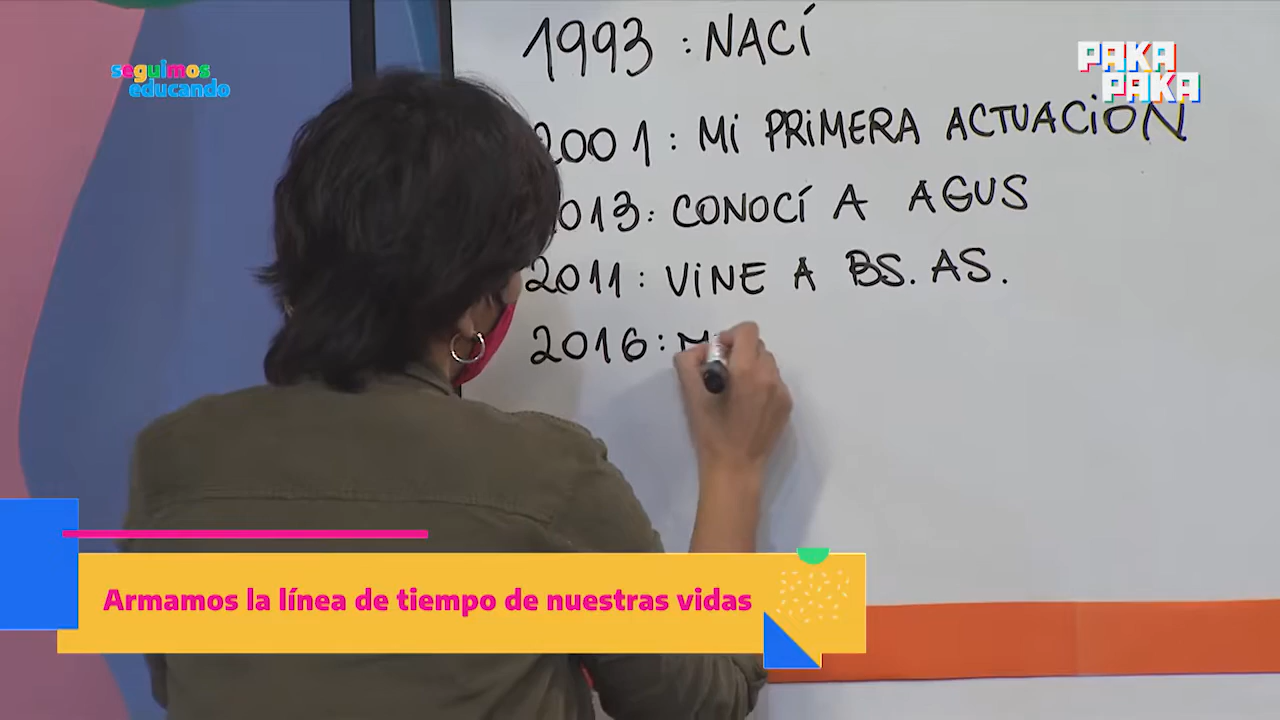 seguimos
educando
PAKA
PAKA
1993 : NACÍ
2001 : Mi PRiMERA ACTUACiÓN
2013: CONOCÍ A AGUS
2011: ViNE A BS. AS.
2016: M
Armamos la línea de tiempo de nuestras vidas